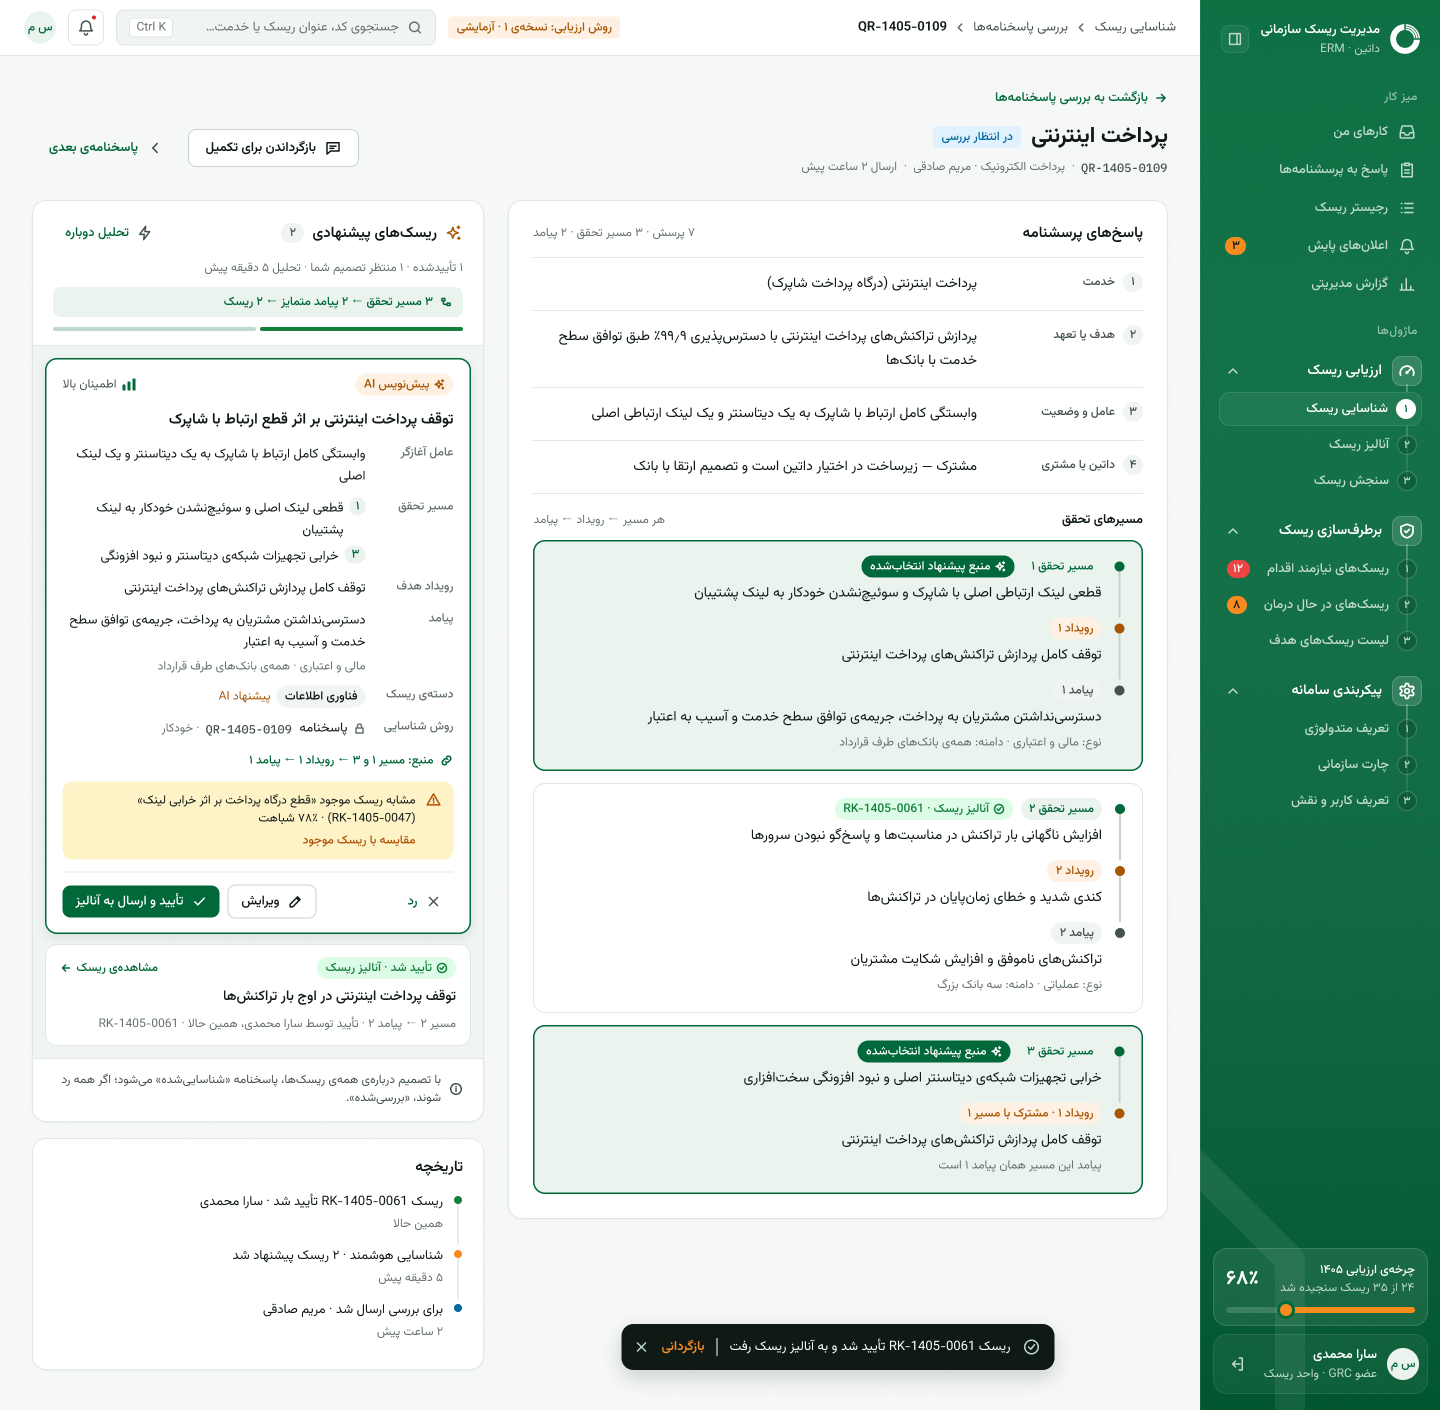 مدیریت ریسک سازمانی
داتین · ERM
میز کار
کارهای من
پاسخ به پرسشنامه‌ها
رجیستر ریسک
اعلان‌های پایش
۳
گزارش مدیریتی
ماژول‌ها
ارزیابی ریسک
۱ شناسایی ریسک
۲ آنالیز ریسک
۳ سنجش ریسک
برطرف‌سازی ریسک
۱ ریسک‌های نیازمند اقدام ۱۲
۲ ریسک‌های در حال درمان ۸
۳ لیست ریسک‌های هدف
پیکربندی سامانه
۱ تعریف متدولوژی
۲ چارت سازمانی
۳ تعریف کاربر و نقش
چرخه‌ی ارزیابی ۱۴۰۵
۲۴ از ۳۵ ریسک سنجیده شد
۶۸٪
س م
سارا محمدی
عضو GRC · واحد ریسک
شناسایی ریسک
بررسی پاسخنامه‌ها
QR-1405-0109
روش ارزیابی: نسخه‌ی ۱ · آزمایشی
جستجوی کد، عنوان ریسک یا خدمت...
Ctrl K
س م
بازگشت به بررسی پاسخنامه‌ها
پرداخت اینترنتی
در انتظار بررسی
QR-1405-0109 · پرداخت الکترونیک · مریم صادقی · ارسال ۲ ساعت پیش
بازگرداندن برای تکمیل
پاسخنامه‌ی بعدی
پاسخ‌های پرسشنامه
۷ پرسش · ۳ مسیر تحقق · ۲ پیامد
۱ خدمت
پرداخت اینترنتی (درگاه پرداخت شاپرک)
۲ هدف یا تعهد
پردازش تراکنش‌های پرداخت اینترنتی با دسترس‌پذیری ۹۹٫۹٪ طبق توافق سطح
خدمت با بانک‌ها
۳ عامل و وضعیت
وابستگی کامل ارتباط با شاپرک به یک دیتاسنتر و یک لینک ارتباطی اصلی
۴ داتین یا مشتری
مشترک — زیرساخت در اختیار داتین است و تصمیم ارتقا با بانک
مسیرهای تحقق
هر مسیر ← رویداد ← پیامد
مسیر تحقق ۱
منبع پیشنهاد انتخاب‌شده
قطعی لینک ارتباطی اصلی با شاپرک و سوئیچ‌نشدن خودکار به لینک پشتیبان
رویداد ۱
توقف کامل پردازش تراکنش‌های پرداخت اینترنتی
پیامد ۱
دسترسی‌نداشتن مشتریان به پرداخت، جریمه‌ی توافق سطح خدمت و آسیب به اعتبار
نوع: مالی و اعتباری · دامنه: همه‌ی بانک‌های طرف قرارداد
مسیر تحقق ۲
آنالیز ریسک · RK-1405-0061
افزایش ناگهانی بار تراکنش در مناسبت‌ها و پاسخ‌گو نبودن سرورها
رویداد ۲
کندی شدید و خطای زمان‌پایان در تراکنش‌ها
پیامد ۲
تراکنش‌های ناموفق و افزایش شکایت مشتریان
نوع: عملیاتی · دامنه: سه بانک بزرگ
مسیر تحقق ۳
منبع پیشنهاد انتخاب‌شده
خرابی تجهیزات شبکه‌ی دیتاسنتر اصلی و نبود افزونگی سخت‌افزاری
رویداد ۱ · مشترک با مسیر ۱
توقف کامل پردازش تراکنش‌های پرداخت اینترنتی
پیامد این مسیر همان پیامد ۱ است
ریسک‌های پیشنهادی ۲
تحلیل دوباره
۱ تأییدشده · ۱ منتظر تصمیم شما · تحلیل ۵ دقیقه پیش
۳ مسیر تحقق ← ۲ پیامد متمایز ← ۲ ریسک
پیش‌نویس AI
اطمینان بالا
توقف پرداخت اینترنتی بر اثر قطع ارتباط با شاپرک
عامل آغازگر
وابستگی کامل ارتباط با شاپرک به یک دیتاسنتر و یک لینک
اصلی
مسیر تحقق
۱ قطعی لینک اصلی و سوئیچ‌نشدن خودکار به لینک
پشتیبان
۳ خرابی تجهیزات شبکه‌ی دیتاسنتر و نبود افزونگی
رویداد هدف
توقف کامل پردازش تراکنش‌های پرداخت اینترنتی
پیامد
دسترسی‌نداشتن مشتریان به پرداخت، جریمه‌ی توافق سطح
خدمت و آسیب به اعتبار
مالی و اعتباری · همه‌ی بانک‌های طرف قرارداد
دسته‌ی ریسک
فناوری اطلاعات
پیشنهاد AI
روش شناسایی
پاسخنامه QR-1405-0109 · خودکار
منبع: مسیر ۱ و ۳ ← رویداد ۱ ← پیامد ۱
مشابه ریسک موجود «قطع درگاه پرداخت بر اثر خرابی لینک»
(RK-1405-0047) · ۷۸٪ شباهت
مقایسه با ریسک موجود
رد
ویرایش
تأیید و ارسال به آنالیز
تأیید شد · آنالیز ریسک
مشاهده‌ی ریسک
توقف پرداخت اینترنتی در اوج بار تراکنش‌ها
مسیر ۲ ← پیامد ۲ · تأیید توسط سارا محمدی، همین حالا · RK-1405-0061
با تصمیم درباره‌ی همه‌ی ریسک‌ها، پاسخنامه «شناسایی‌شده» می‌شود؛ اگر همه رد
شوند، «بررسی‌شده».
تاریخچه
ریسک RK-1405-0061 تأیید شد · سارا محمدی
همین حالا
شناسایی هوشمند · ۲ ریسک پیشنهاد شد
۵ دقیقه پیش
برای بررسی ارسال شد · مریم صادقی
۲ ساعت پیش
ریسک RK-1405-0061 تأیید شد و به آنالیز ریسک رفت
بازگردانی